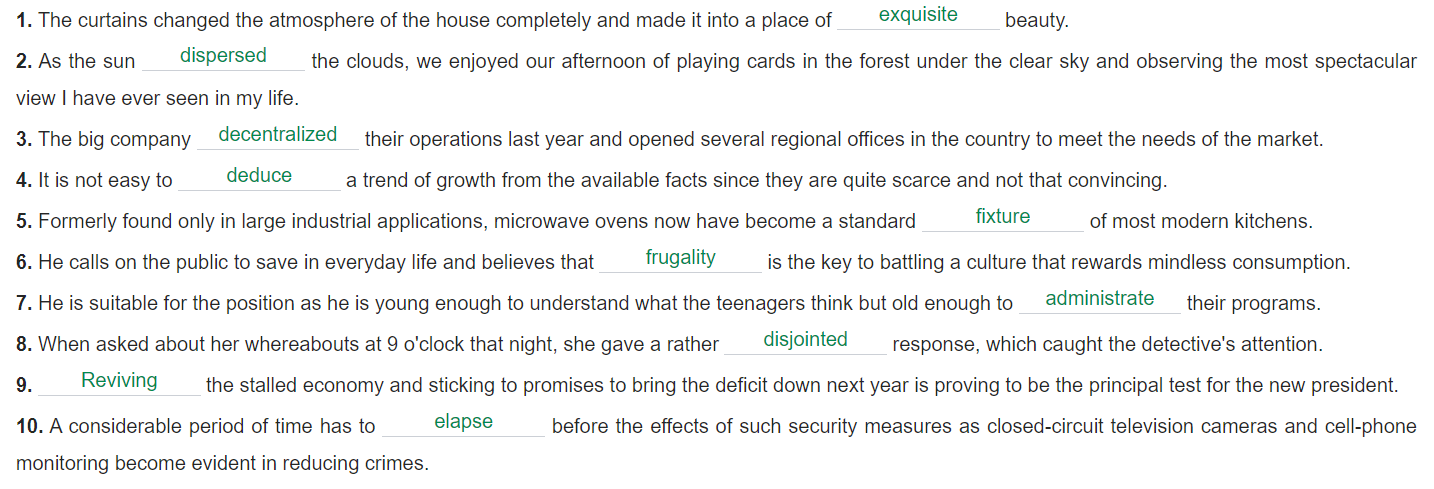 1. The curtains changed the atmosphere of the house completely and made it into a place of exquisite beauty.
2. As the sun dispersed the clouds, we enjoyed our afternoon of playing cards in the forest under the clear sky and observing the most spectacular
view I have ever seen in my life.
3. The big company decentralized their operations last year and opened several regional offices in the country to meet the needs of the market.
4. It is not easy to deduce a trend of growth from the available facts since they are quite scarce and not that convincing.
5. Formerly found only in large industrial applications, microwave ovens now have become a standard fixture of most modern kitchens.
6. He calls on the public to save in everyday life and believes that frugality is the key to battling a culture that rewards mindless consumption.
7. He is suitable for the position as he is young enough to understand what the teenagers think but old enough to administrate their programs.
8. When asked about her whereabouts at 9 o'clock that night, she gave a rather disjointed response, which caught the detective's attention.
9. Reviving the stalled economy and sticking to promises to bring the deficit down next year is proving to be the principal test for the new president.
10. A considerable period of time has to elapse before the effects of such security measures as closed-circuit television cameras and cell-phone
monitoring become evident in reducing crimes.